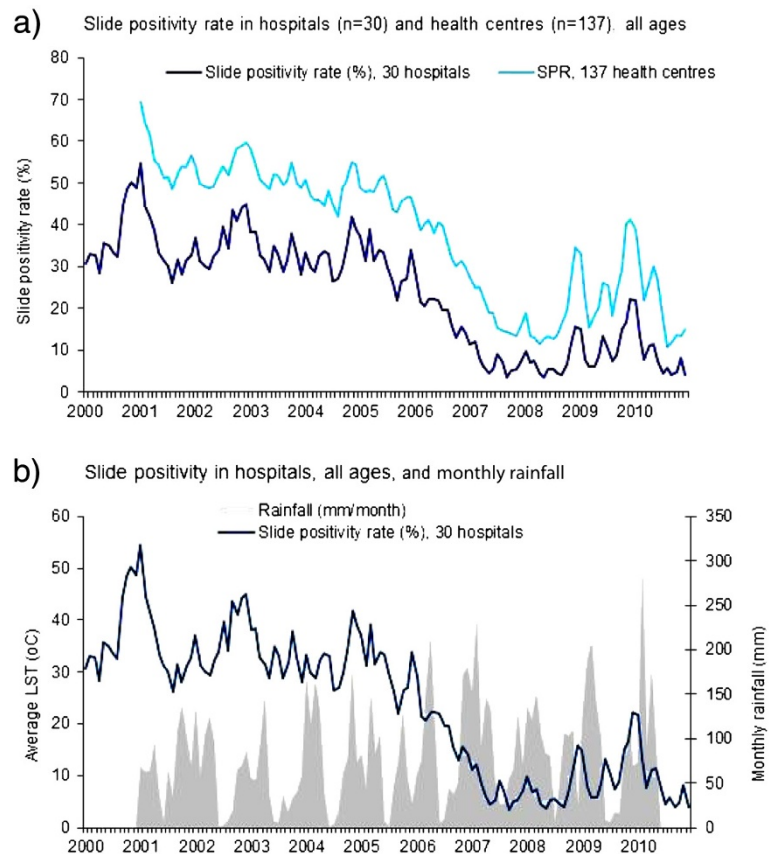 a)
Slide positivity rate in hospitals (n=30) and health centres (n=137). all ages
Slide positivity rate (%), 30 hospitals
SPR, 137 health centres
Slide positivity rate (%)
80
70
60
50
40
30
20
10
0
2000 2001 2002 2003 2004 2005 2006 2007 2008 2009 2010
b)
Slide positivity in hospitals, all ages, and monthly rainfall
Rainfall (mm/month)
Slide positivity rate (%), 30 hospitals
Average LST (oC)
60
50
40
30
20
10
0
350
300
250
200
150
100
50
0
Monthly rainfall (mm)
2000 2001 2002 2003 2004 2005 2006 2007 2008 2009 2010